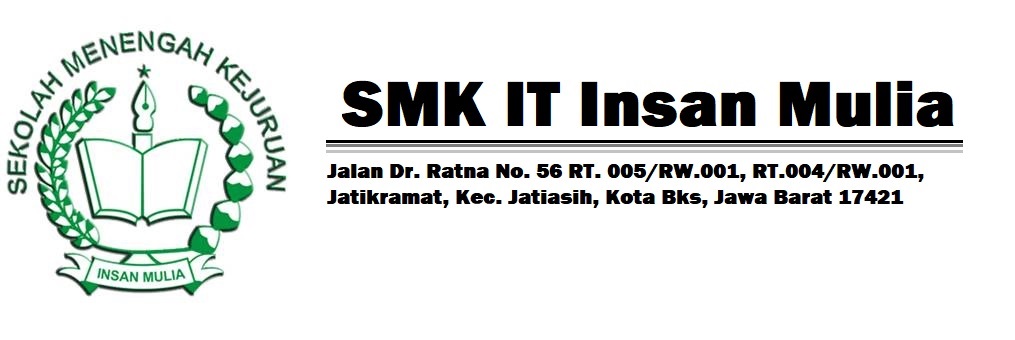 SEKOLAH MENENGAH KEJURUAN
INSAN MULIA
SMK IT Insan Mulia
Jalan Dr. Ratna No. 56 RT. 005/RW.001, RT.004/RW.001,
Jatikramat, Kec. Jatiasih, Kota Bks, Jawa Barat 17421